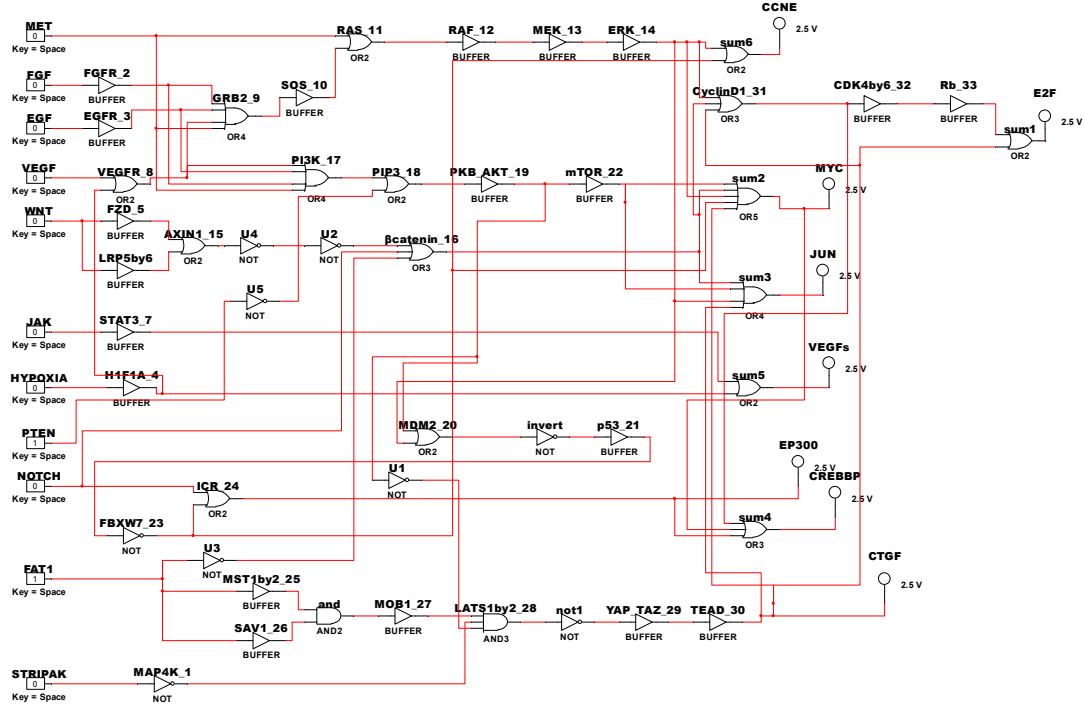 CCNE
MET
RAS_11
RAF_12
MEK_13
ERK_14
sum6
2.5 V
0
Key = Space
OR2
BUFFER
BUFFER
BUFFER
OR2
FGF
FGFR_2
SOS_10
CyclinD1_31
CDK4by6_32
Rb_33
E2F
0
Key = Space
BUFFER
GRB2_9
BUFFER
OR3
BUFFER
BUFFER
2.5 V
EGF
EGFR_3
sum1
0
Key = Space
BUFFER
OR4
OR2
VEGF
VEGFR_8
PI3K_17
PIP3_18
PKB_AKT_19
mTOR_22
sum2
MYC
0
Key = Space
OR2
OR4
OR2
BUFFER
BUFFER
OR5
2.5 V
WNT
FZD_5
AXIN1_15
U4
U2
βcatenin_16
0
Key = Space
BUFFER
OR2
NOT
NOT
OR3
LRP5by6
BUFFER
JUN
sum3
2.5 V
U5
NOT
OR4
JAK
STAT3_7
0
Key = Space
BUFFER
VEGFs
2.5 V
HYPOXIA
H1F1A_4
sum5
0
Key = Space
BUFFER
OR2
PTEN
MDM2_20
invert
p53_21
1
Key = Space
OR2
NOT
BUFFER
EP300
2.5 V
NOTCH
ICR_24
U1
CREBBP
0
Key = Space
OR2
NOT
2.5 V
FBXW7_23
NOT
sum4
OR3
U3
NOT
CTGF
2.5 V
FAT1
MST1by2_25
1
Key = Space
BUFFER
and
MOB1_27
LATS1by2_28
not1
YAP_TAZ_29
TEAD_30
AND2
BUFFER
AND3
NOT
BUFFER
BUFFER
SAV1_26
BUFFER
STRIPAK
MAP4K_1
0
Key = Space
NOT